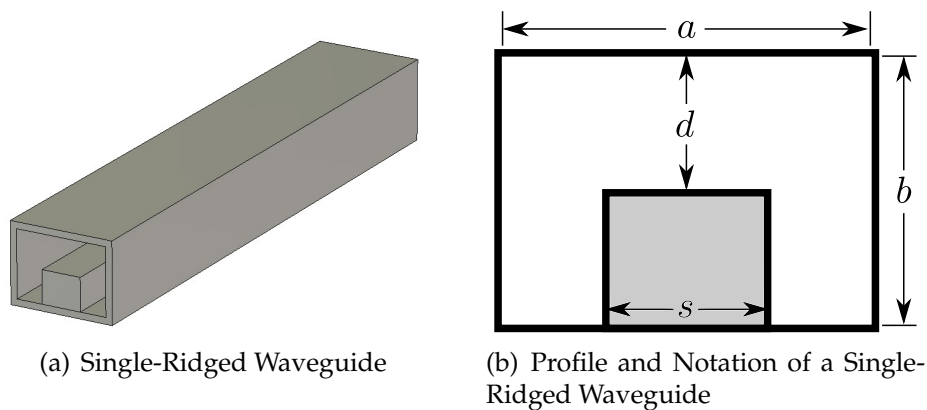 a
d
b
s
(a) Single-Ridged Waveguide
(b) Profile and Notation of a Single-
Ridged Waveguide